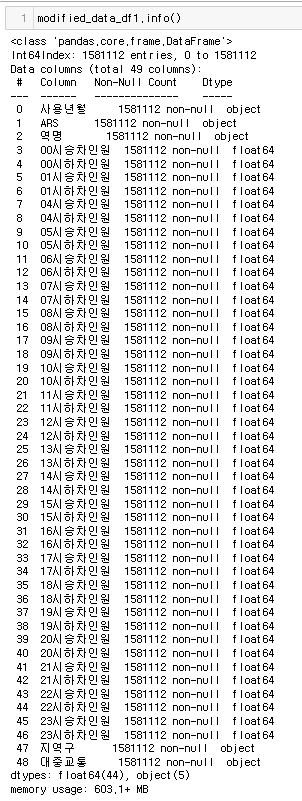 1 modified_data_df1.info()
<class 'pandas.core.frame.DataFrame'>
Int64Index: 1581112 entries, 0 to 1581112
Data columns (total 49 columns):
# Column Non-Null Count Dtype
--- ------ -------------- -----
0 사용년월 1581112 non-null object
1 ARS 1581112 non-null object
2 역명 1581112 non-null object
3 00시승차인원 1581112 non-null float64
4 00시하차인원 1581112 non-null float64
5 01시승차인원 1581112 non-null float64
6 01시하차인원 1581112 non-null float64
7 04시승차인원 1581112 non-null float64
8 04시하차인원 1581112 non-null float64
9 05시승차인원 1581112 non-null float64
10 05시하차인원 1581112 non-null float64
11 06시승차인원 1581112 non-null float64
12 06시하차인원 1581112 non-null float64
13 07시승차인원 1581112 non-null float64
14 07시하차인원 1581112 non-null float64
15 08시승차인원 1581112 non-null float64
16 08시하차인원 1581112 non-null float64
17 09시승차인원 1581112 non-null float64
18 09시하차인원 1581112 non-null float64
19 10시승차인원 1581112 non-null float64
20 10시하차인원 1581112 non-null float64
21 11시승차인원 1581112 non-null float64
22 11시하차인원 1581112 non-null float64
23 12시승차인원 1581112 non-null float64
24 12시하차인원 1581112 non-null float64
25 13시승차인원 1581112 non-null float64
26 13시하차인원 1581112 non-null float64
27 14시승차인원 1581112 non-null float64
28 14시하차인원 1581112 non-null float64
29 15시승차인원 1581112 non-null float64
30 15시하차인원 1581112 non-null float64
31 16시승차인원 1581112 non-null float64
32 16시하차인원 1581112 non-null float64
33 17시승차인원 1581112 non-null float64
34 17시하차인원 1581112 non-null float64
35 18시승차인원 1581112 non-null float64
36 18시하차인원 1581112 non-null float64
37 19시승차인원 1581112 non-null float64
38 19시하차인원 1581112 non-null float64
39 20시승차인원 1581112 non-null float64
40 20시하차인원 1581112 non-null float64
41 21시승차인원 1581112 non-null float64
42 21시하차인원 1581112 non-null float64
43 22시승차인원 1581112 non-null float64
44 22시하차인원 1581112 non-null float64
45 23시승차인원 1581112 non-null float64
46 23시하차인원 1581112 non-null float64
47 지역구 1581112 non-null object
48 대중교통 1581112 non-null object
dtypes: float64(44), object(5)
memory usage: 603.1+ MB